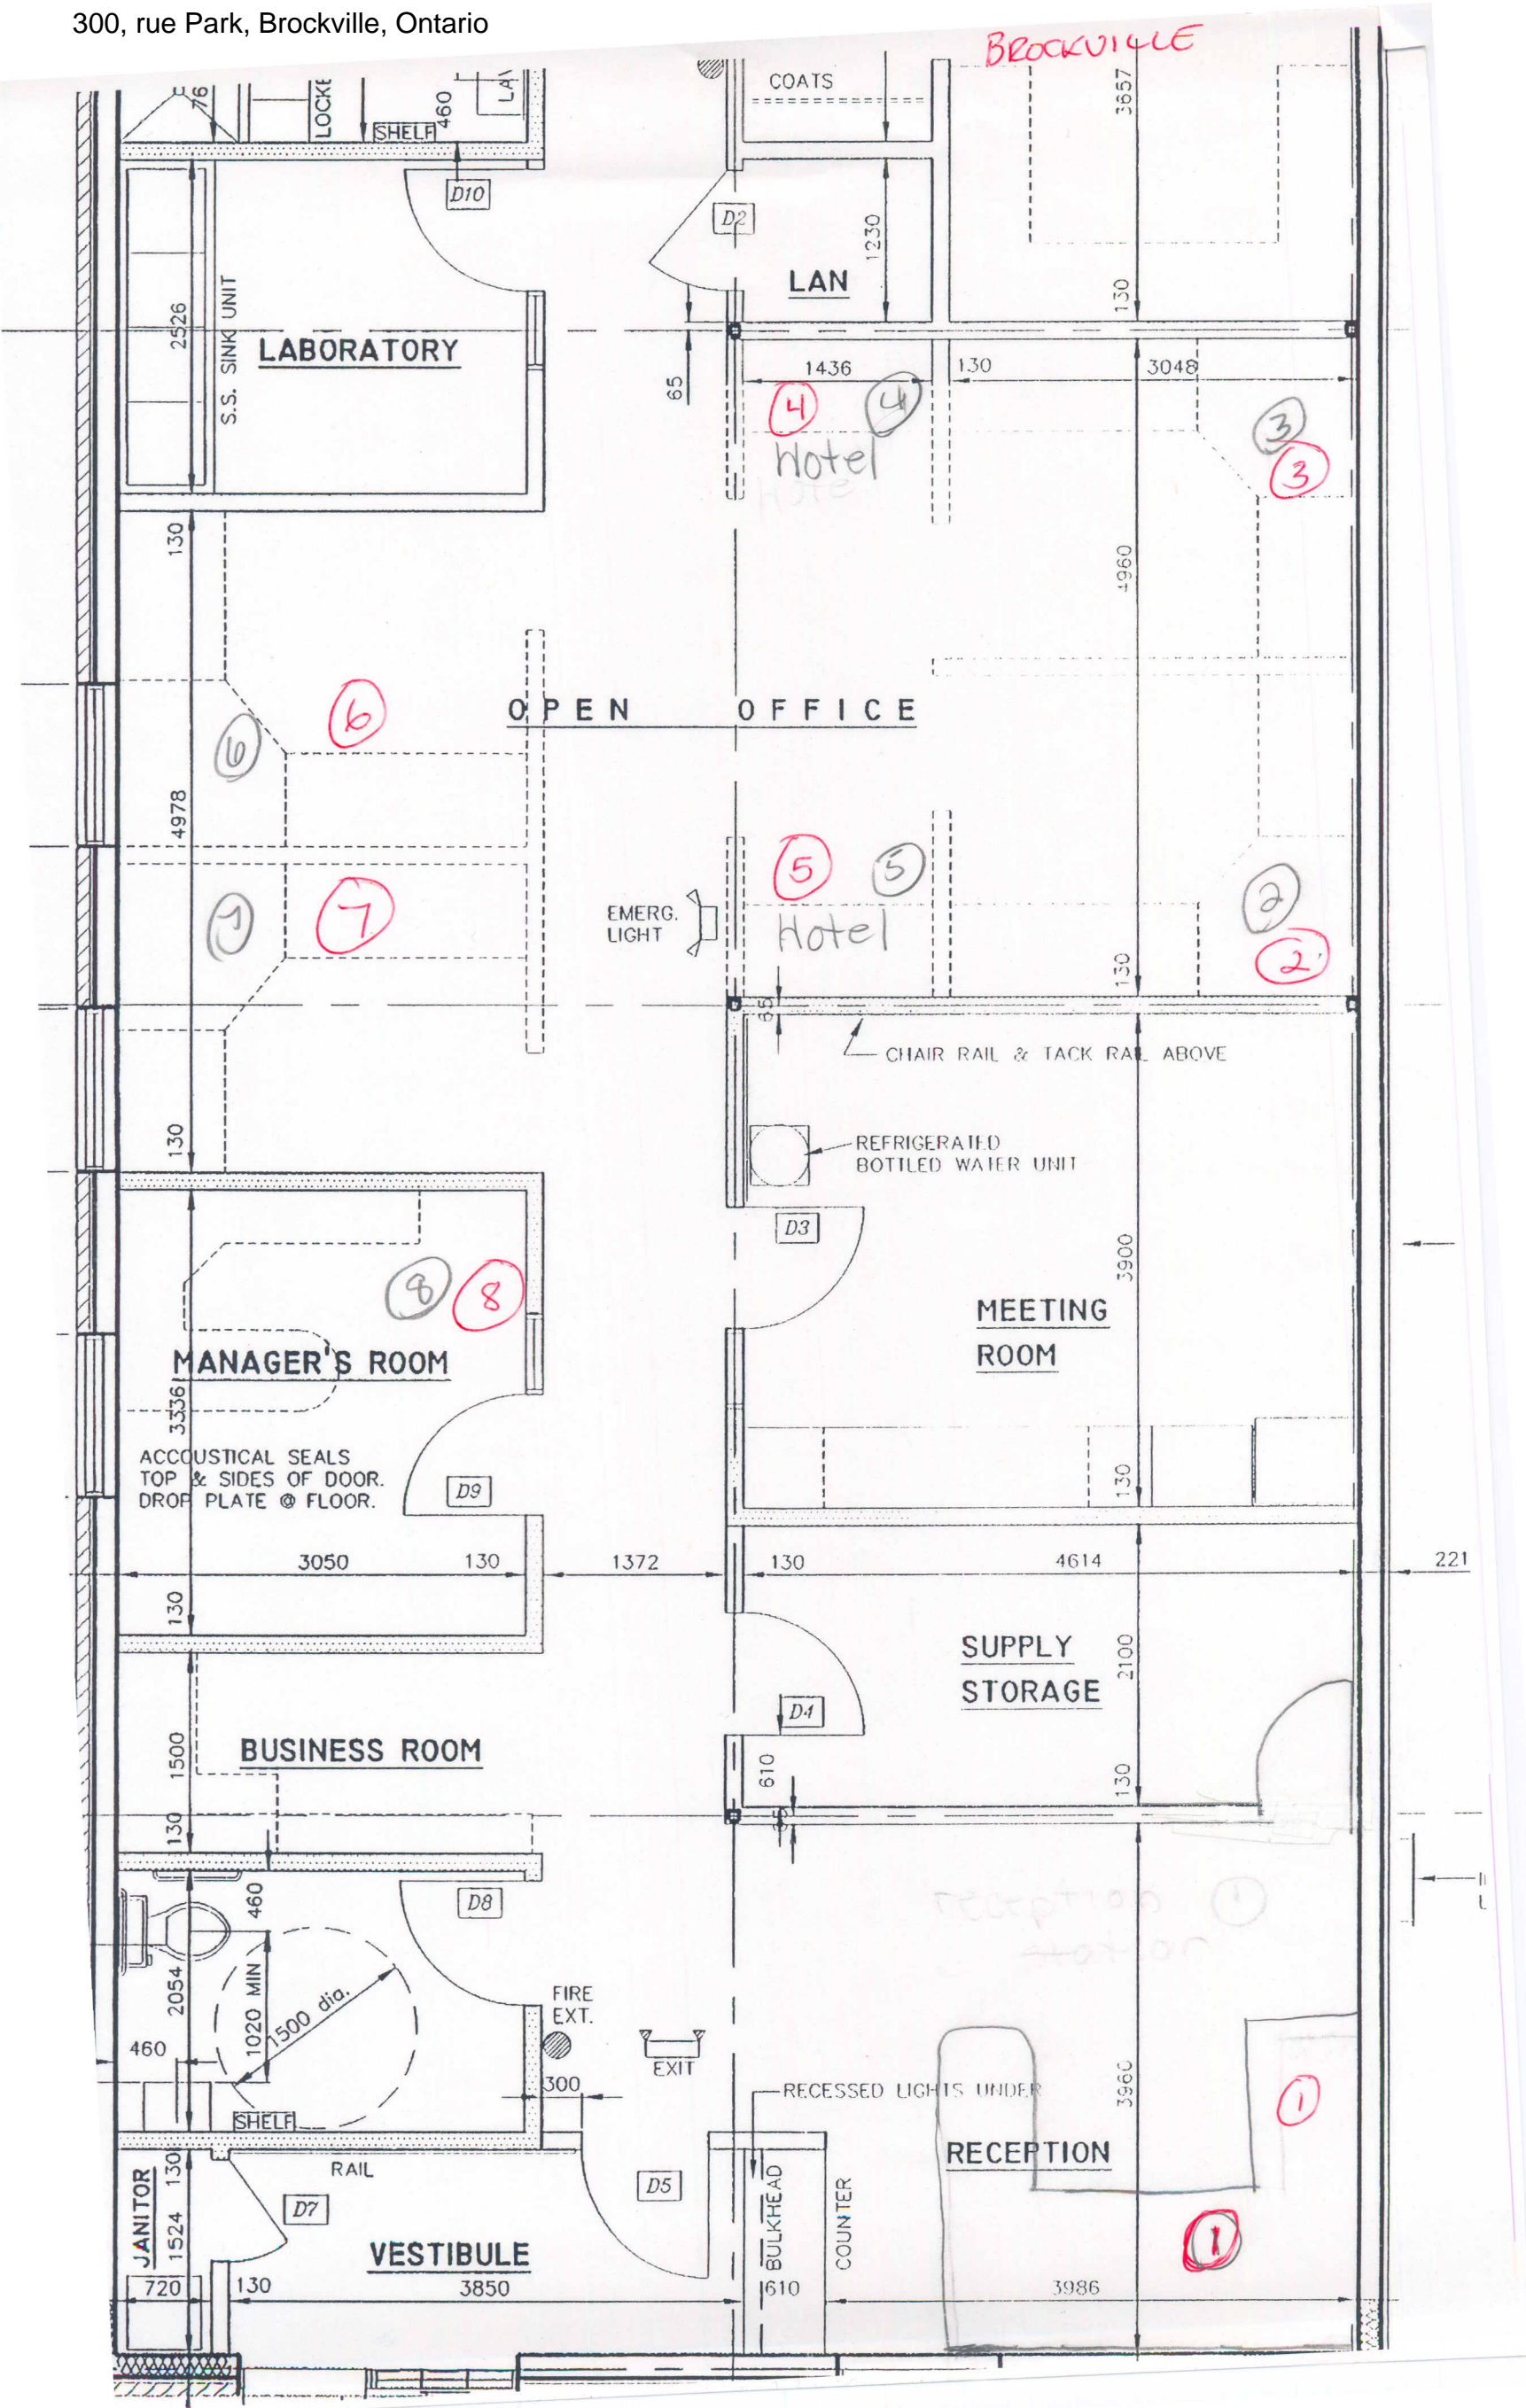 300, rue Park, Brockville, Ontario
BROCKVILLE
76
LOCKE
SHELF
460
COATS
3657
D10
D2
1230
LAN
130
2526
S.S. SINK UNIT
LABORATORY
65
1436
130
3048
4
4
Hotel
3
3
130
4960
6
OPEN OFFICE
6
4978
5
5
7
EMERG.
LIGHT
Hotel
2
2
130
65
CHAIR RAIL & TACK RAIL ABOVE
130
REFRIGERATED
BOTTLED WATER UNIT
D3
3900
8
8
MEETING
ROOM
MANAGER'S ROOM
3336
ACCOUSTICAL SEALS
TOP & SIDES OF DOOR.
DROP PLATE @ FLOOR.
D9
130
3050
130
1372
130
4614
221
130
SUPPLY
STORAGE
2100
D4
BUSINESS ROOM
1500
610
130
130
D8
460
reception 1
station
2054
1020 MIN
1500 dia.
FIRE
EXT.
460
EXIT
300
RECESSED LIGHTS UNDER
3960
1
SHELF
RECEPTION
RAIL
JANITOR
130
1524
D7
D5
BULKHEAD
COUNTER
1
VESTIBULE
720
130
3850
610
3986